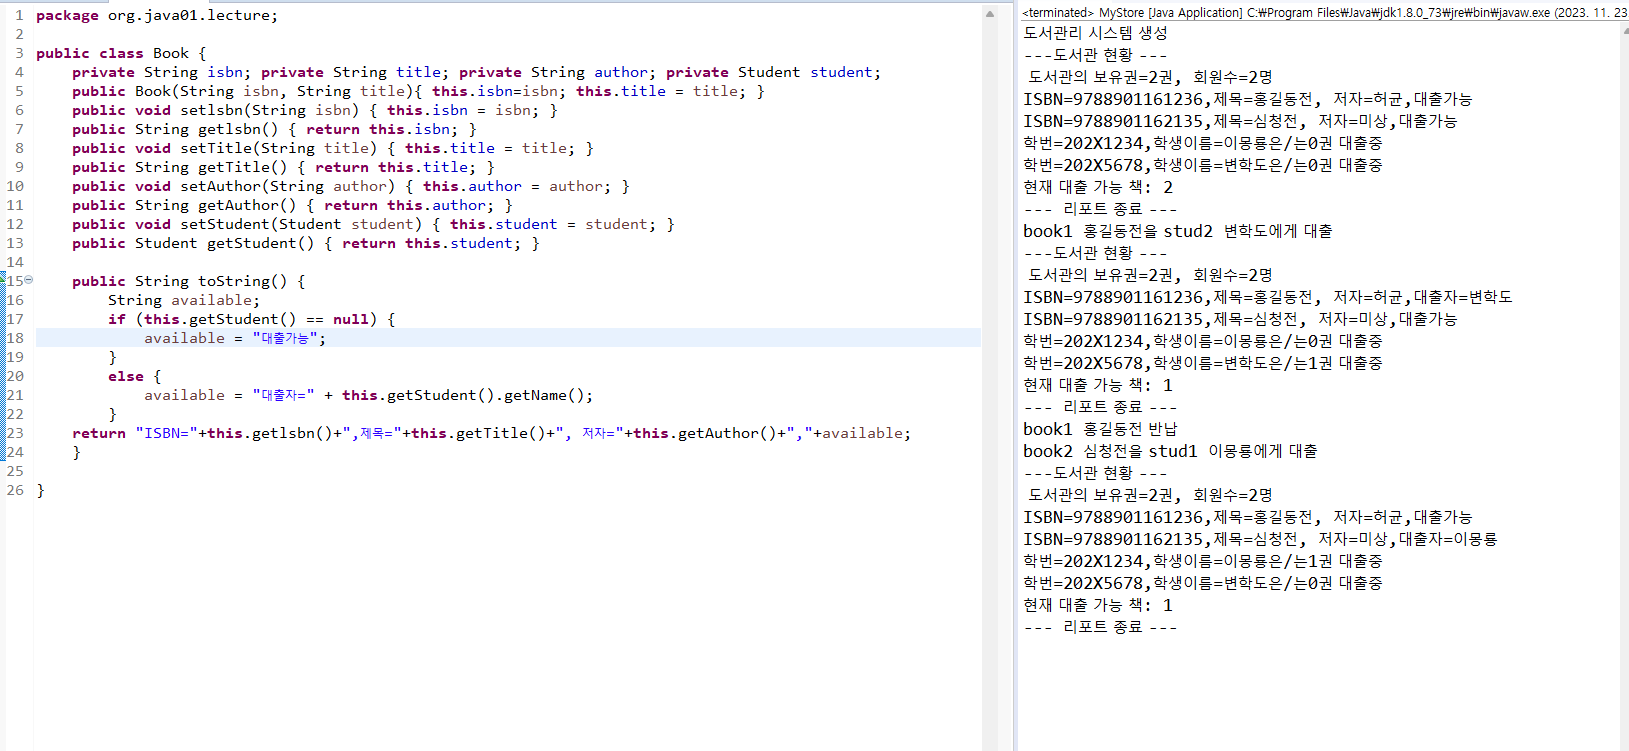 1 package org.java01.lecture;
2
3 public class Book {
4 private String isbn; private String title; private String author; private Student student;
5 public Book(String isbn, String title){ this.isbn=isbn; this.title = title; }
6 public void setlsbn(String isbn) { this.isbn = isbn; }
7 public String getlsbn() { return this.isbn; }
8 public void setTitle(String title) { this.title = title; }
9 public String getTitle() { return this.title; }
10 public void setAuthor(String author) { this.author = author; }
11 public String getAuthor() { return this.author; }
12 public void setStudent(Student student) { this.student = student; }
13 public Student getStudent() { return this.student; }
14
15 public String toString() {
16 String available;
17 if (this.getStudent() == null) {
18 available = "대출가능";
19 }
20 else {
21 available = "대출자=" + this.getStudent().getName();
22 }
23 return "ISBN="+this.getlsbn()+",제목="+this.getTitle()+", 저자="+this.getAuthor()+","+available;
24 }
25
26 }
<terminated> MyStore [Java Application] C:₩Program Files₩Java₩jdk1.8.0_73₩jre₩bin₩javaw.exe (2023. 11. 23
도서관리 시스템 생성
---도서관 현황 ---
도서관의 보유권=2권, 회원수=2명
ISBN=9788901161236,제목=홍길동전, 저자=허균,대출가능
ISBN=9788901162135,제목=심청전, 저자=미상,대출가능
학번=202X1234,학생이름=이몽룡은/는0권 대출중
학번=202X5678,학생이름=변학도은/는0권 대출중
현재 대출 가능 책: 2
--- 리포트 종료 ---
book1 홍길동전을 stud2 변학도에게 대출
---도서관 현황 ---
도서관의 보유권=2권, 회원수=2명
ISBN=9788901161236,제목=홍길동전, 저자=허균,대출자=변학도
ISBN=9788901162135,제목=심청전, 저자=미상,대출가능
학번=202X1234,학생이름=이몽룡은/는0권 대출중
학번=202X5678,학생이름=변학도은/는1권 대출중
현재 대출 가능 책: 1
--- 리포트 종료 ---
book1 홍길동전 반납
book2 심청전을 stud1 이몽룡에게 대출
---도서관 현황 ---
도서관의 보유권=2권, 회원수=2명
ISBN=9788901161236,제목=홍길동전, 저자=허균,대출가능
ISBN=9788901162135,제목=심청전, 저자=미상,대출자=이몽룡
학번=202X1234,학생이름=이몽룡은/는1권 대출중
학번=202X5678,학생이름=변학도은/는0권 대출중
현재 대출 가능 책: 1
--- 리포트 종료 ---